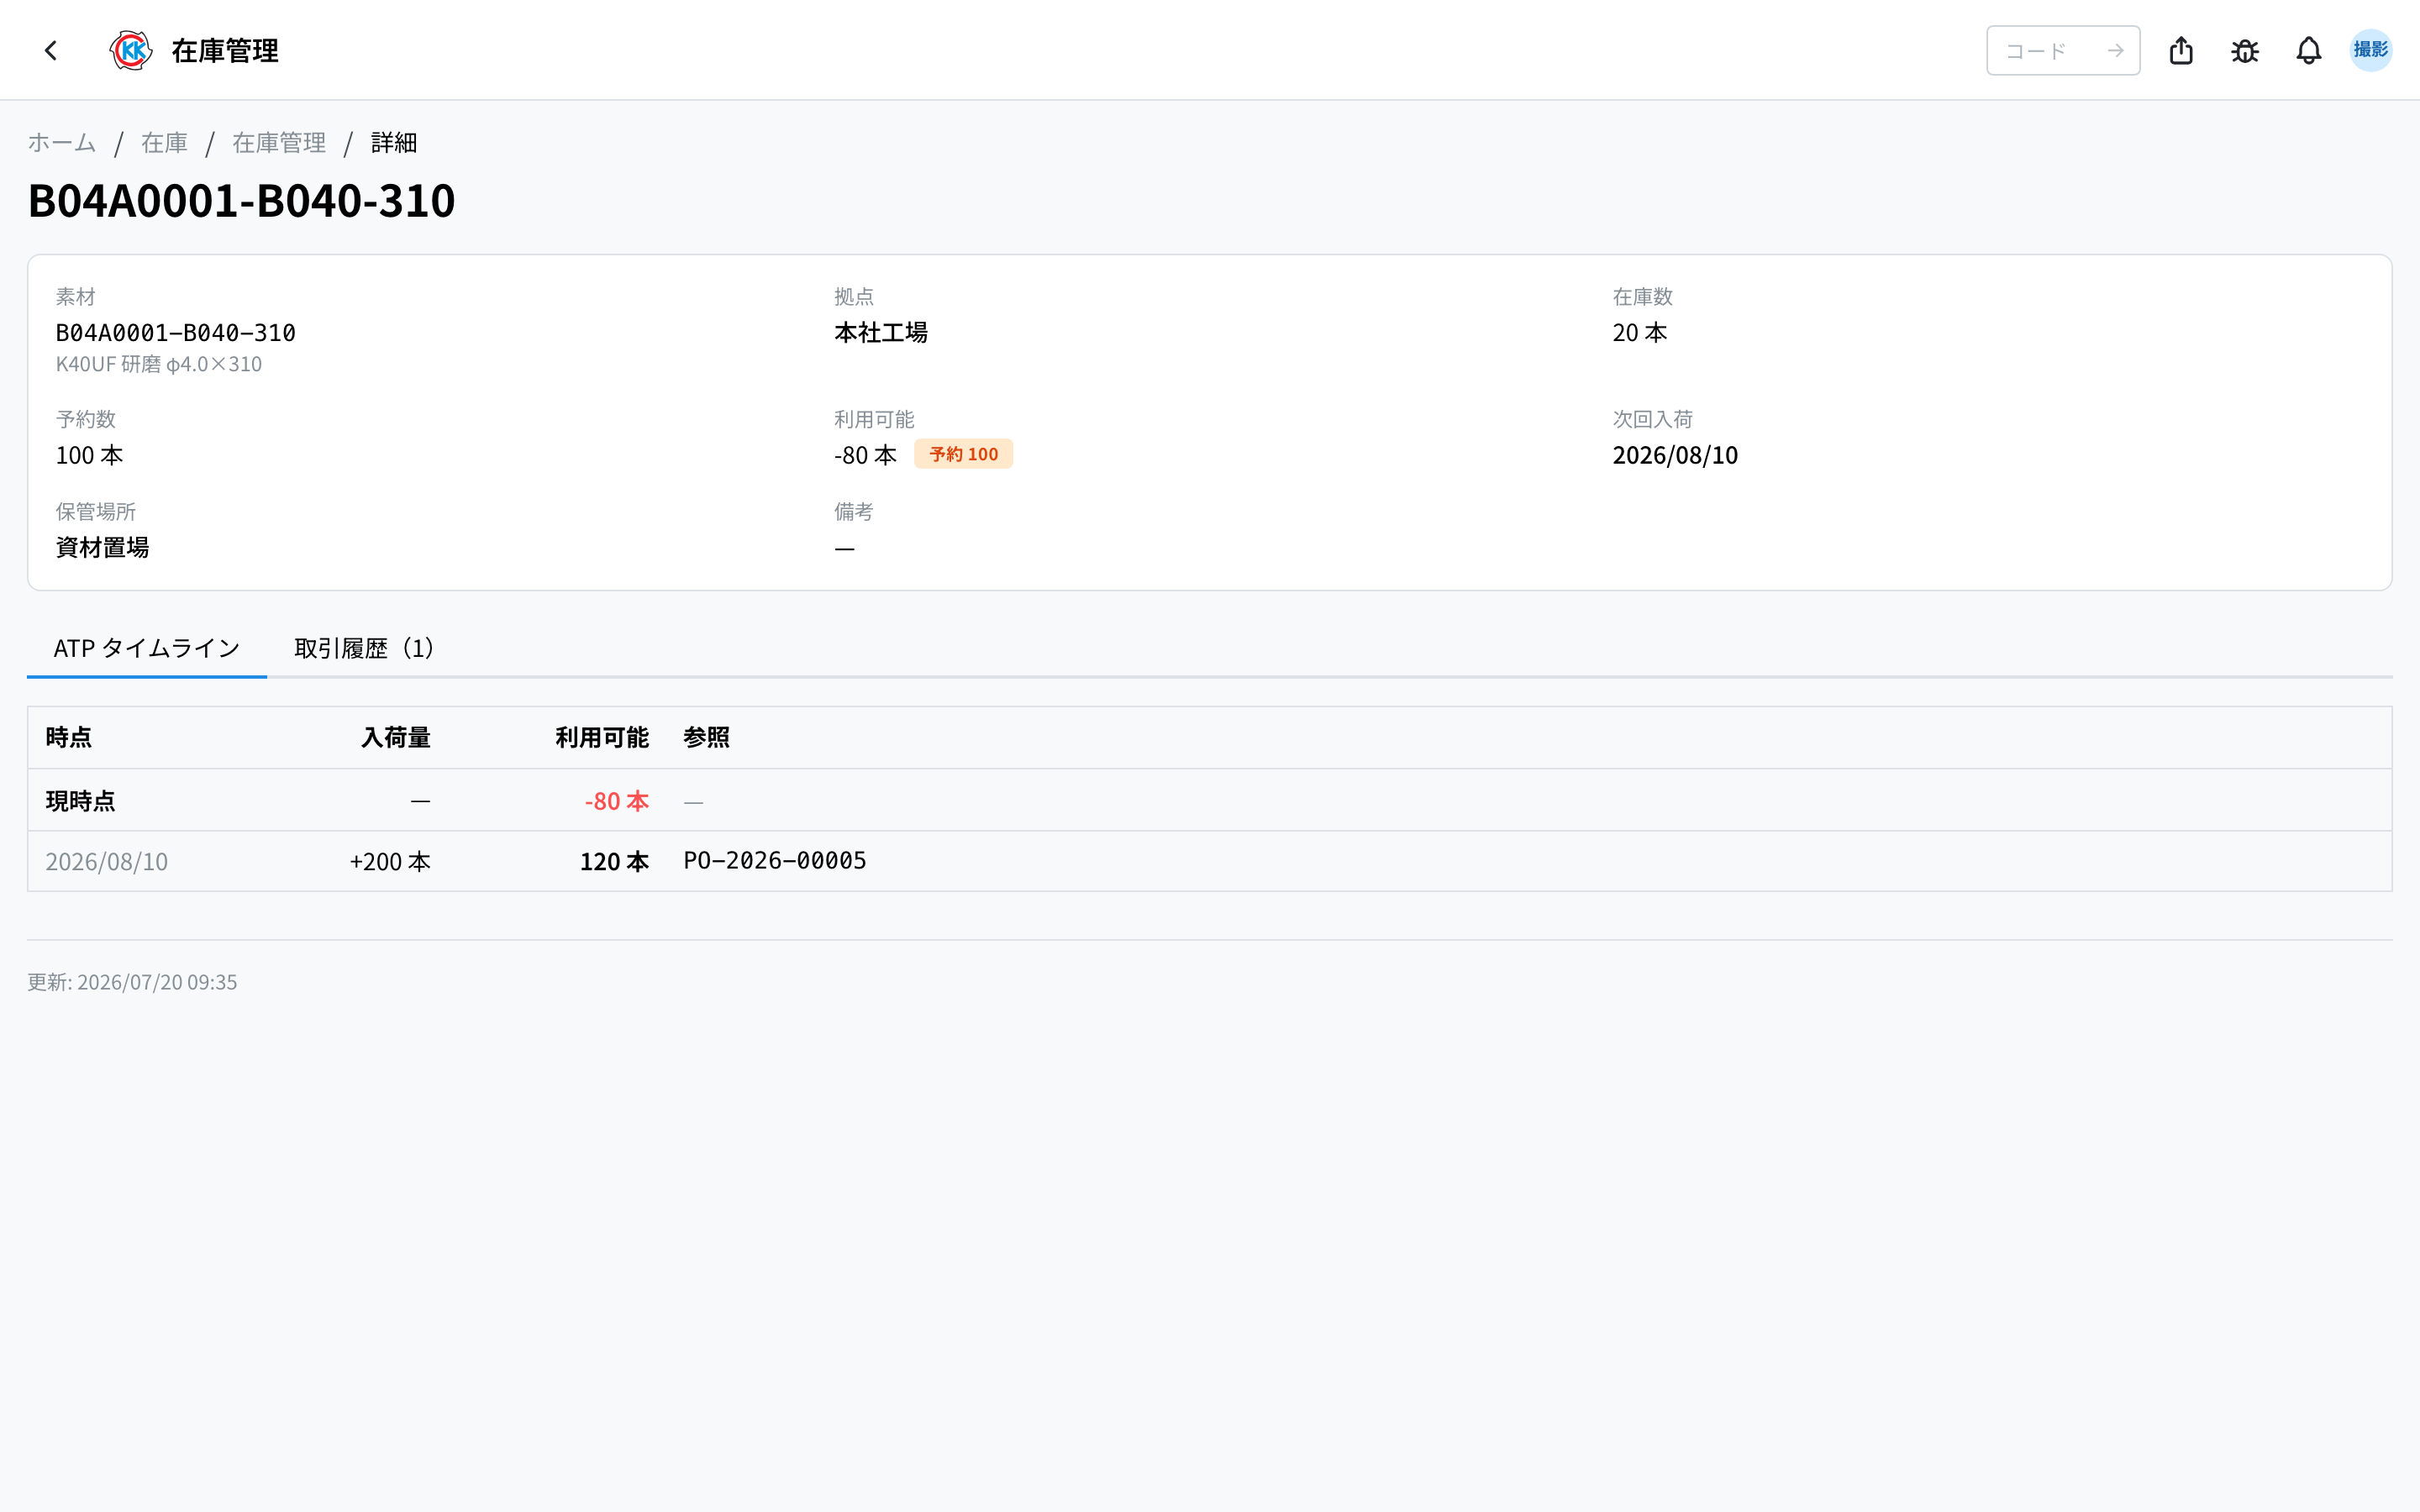 CKK 在庫管理
コード
撮影
ホーム / 在庫 / 在庫管理 / 詳細
B04A0001-B040-310
素材
B04A0001-B040-310
K40UF 研磨 φ4.0×310
拠点
本社工場
在庫数
20 本
予約数
100 本
利用可能
-80 本 予約 100
次回入荷
2026/08/10
保管場所
資材置場
備考
—
ATP タイムライン 取引履歴（1）
時点 入荷量 利用可能 参照
現時点 — -80 本 —
2026/08/10 +200 本 120 本 PO-2026-00005
更新: 2026/07/20 09:35